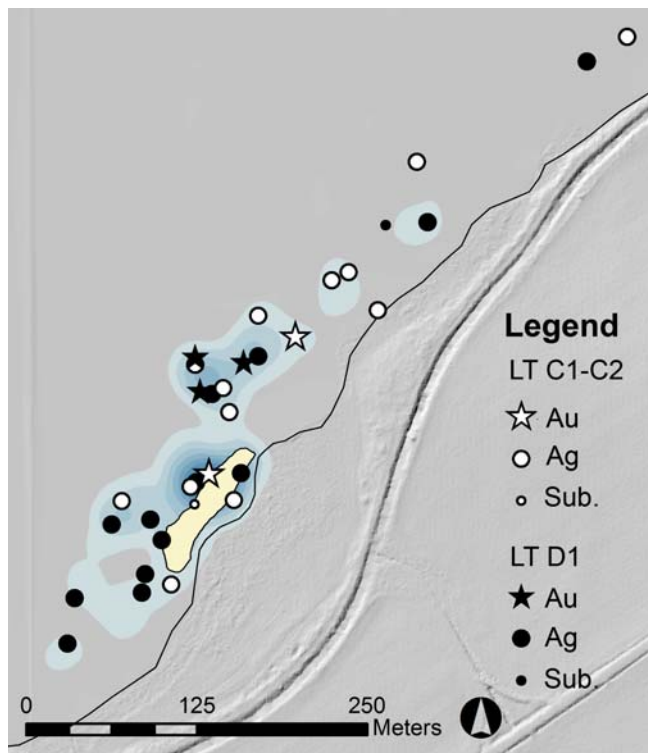 Legend
LT C1-C2
Au
Ag
Sub.
LT D1
Au
Ag
Sub.
0 125 250
Meters